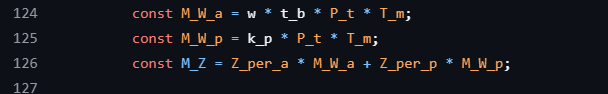 124 const M_W_a = w * t_b * P_t * T_m;
125 const M_W_p = k_p * P_t * T_m;
126 const M_Z = Z_per_a * M_W_a + Z_per_p * M_W_p;
127